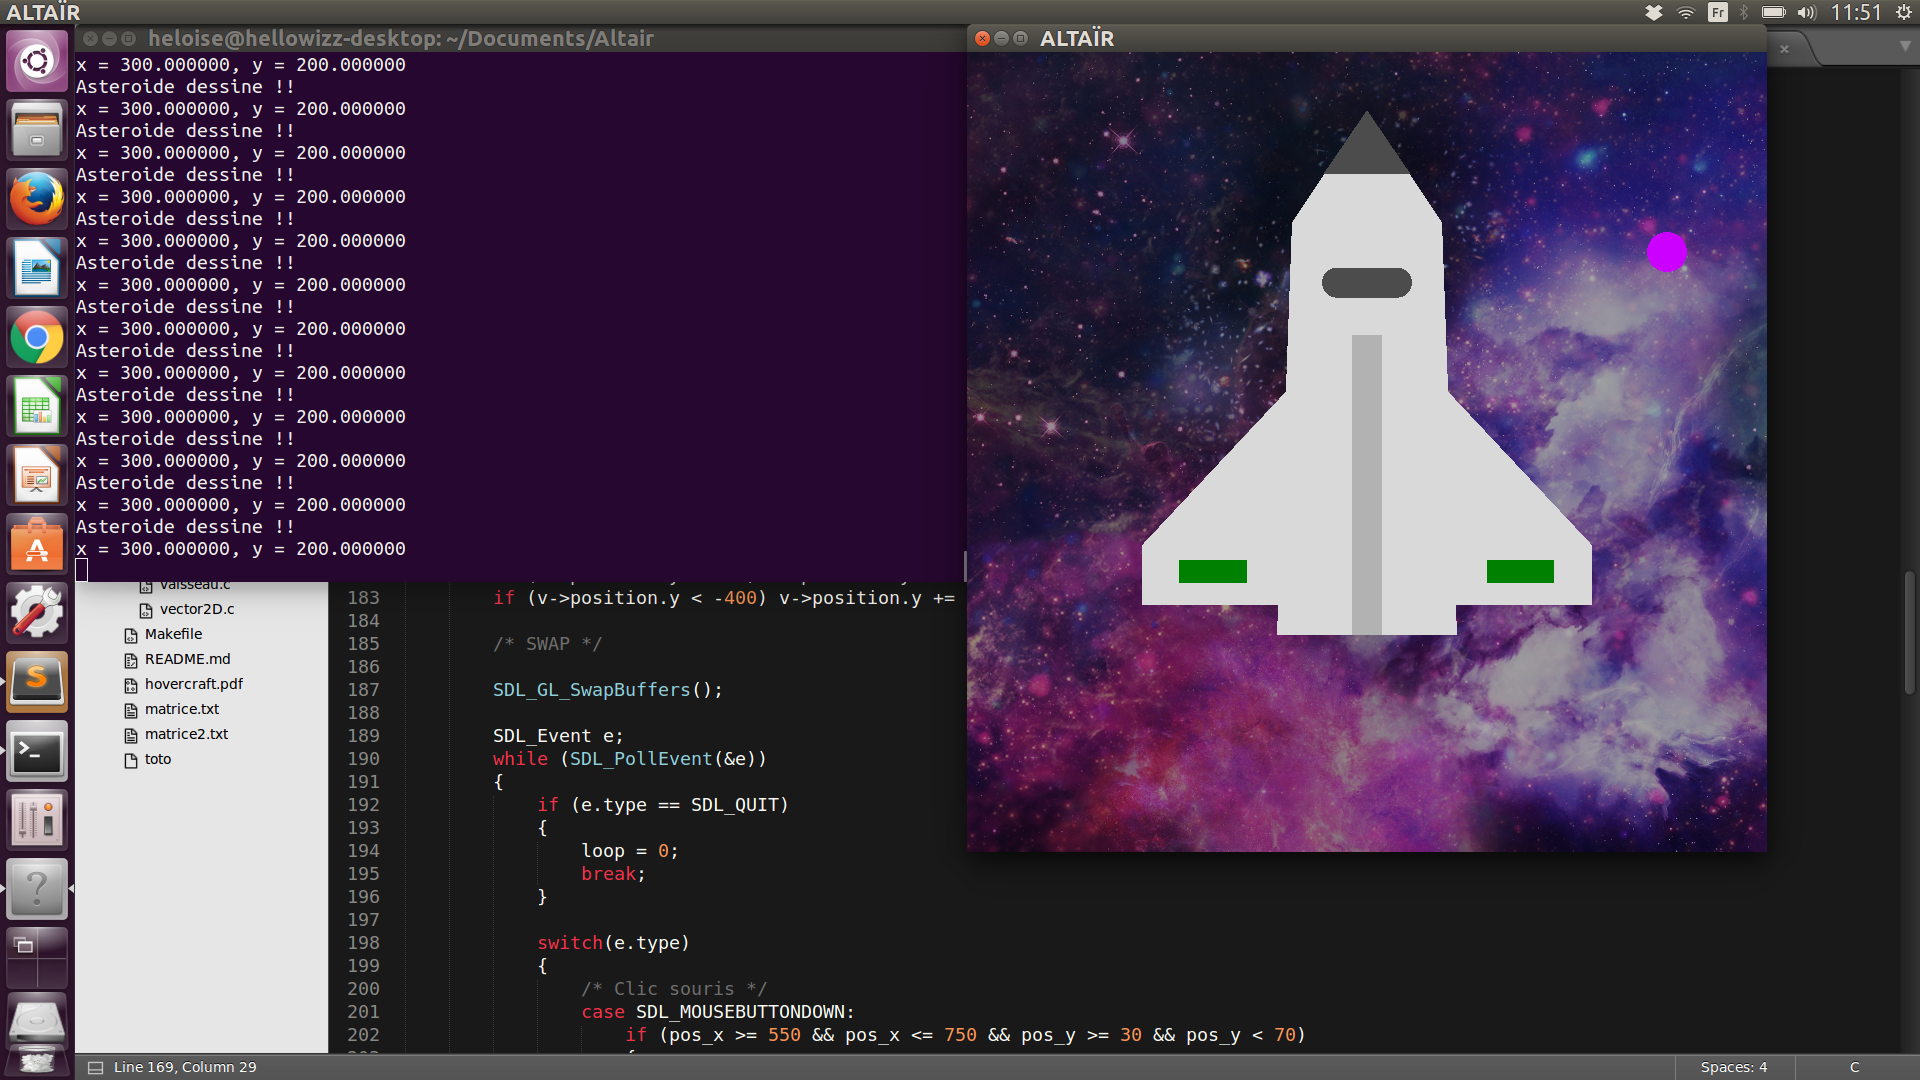 ALTAÏR
Fr
11:51
heloise@hellowizz-desktop: ~/Documents/Altair
ALTAÏR
x = 300.000000, y = 200.000000
Asteroide dessine !!
x = 300.000000, y = 200.000000
Asteroide dessine !!
x = 300.000000, y = 200.000000
Asteroide dessine !!
x = 300.000000, y = 200.000000
Asteroide dessine !!
x = 300.000000, y = 200.000000
Asteroide dessine !!
x = 300.000000, y = 200.000000
Asteroide dessine !!
x = 300.000000, y = 200.000000
Asteroide dessine !!
x = 300.000000, y = 200.000000
Asteroide dessine !!
x = 300.000000, y = 200.000000
Asteroide dessine !!
x = 300.000000, y = 200.000000
Asteroide dessine !!
x = 300.000000, y = 200.000000
Asteroide dessine !!
x = 300.000000, y = 200.000000
vaisseau.c
vector2D.c
Makefile
README.md
hovercraft.pdf
matrice.txt
matrice2.txt
toto
183 if (v->position.y < -400) v->position.y +=
184
185 /* SWAP */
186
187 SDL_GL_SwapBuffers();
188
189 SDL_Event e;
190 while (SDL_PollEvent(&e))
191 {
192 if (e.type == SDL_QUIT)
193 {
194 loop = 0;
195 break;
196 }
197
198 switch(e.type)
199 {
200 /* Clic souris */
201 case SDL_MOUSEBUTTONDOWN:
202 if (pos_x >= 550 && pos_x <= 750 && pos_y >= 30 && pos_y < 70)
Line 169, Column 29
Spaces: 4
C